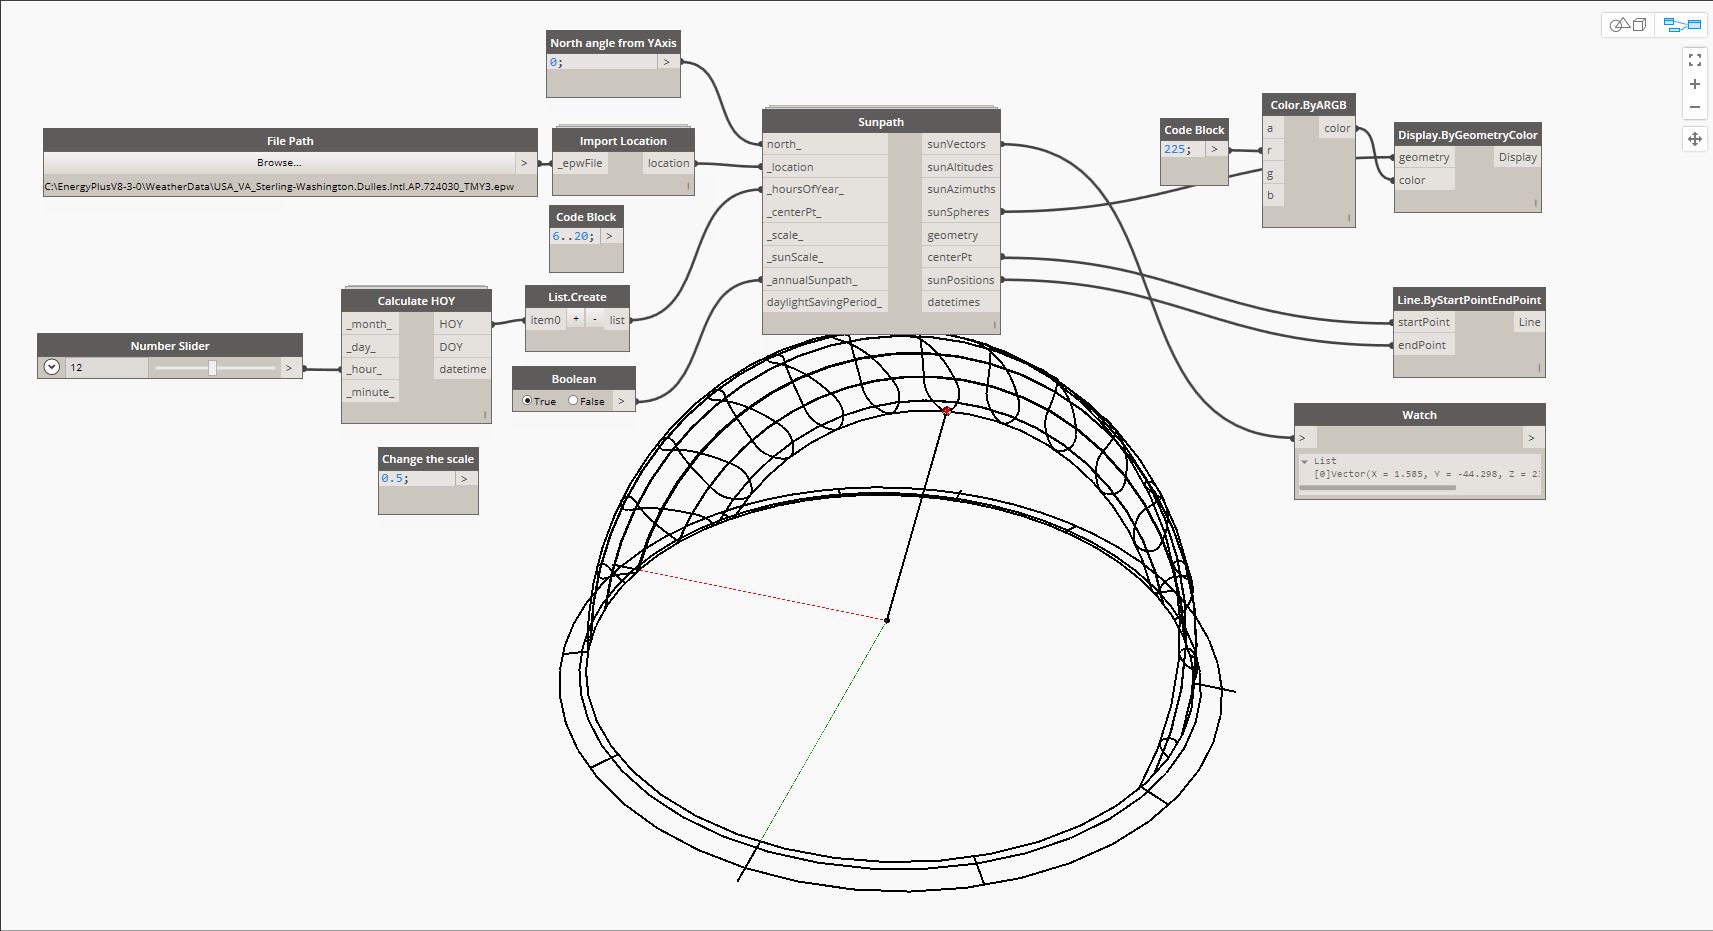 North angle from YAxis
0;
>
File Path
Browse...
>
C:\EnergyPlusV8-3-0\WeatherData\USA_VA_Sterling-Washington.Dulles.Intl.AP.724030_TMY3.epw
Import Location
_epwFile
location
Code Block
6..20;
>
Calculate HOY
_month_
HOY
_day_
DOY
_hour_
datetime
_minute_
Number Slider
12
>
List.Create
item0
+
-
list
Boolean
True
False
>
Change the scale
0.5;
>
Sunpath
north_
sunVectors
_location
sunAltitudes
_hoursOfYear_
sunAzimuths
_centerPt_
sunSpheres
_scale_
geometry
_sunScale_
centerPt
_annualSunpath_
sunPositions
daylightSavingPeriod_
datetimes
Code Block
225;
>
Color.ByARGB
a
color
r
g
b
Display.ByGeometryColor
geometry
Display
color
Line.ByStartPointEndPoint
startPoint
Line
endPoint
Watch
>
>
List
[0]Vector(X = 1.585, Y = -44.298, Z = 2